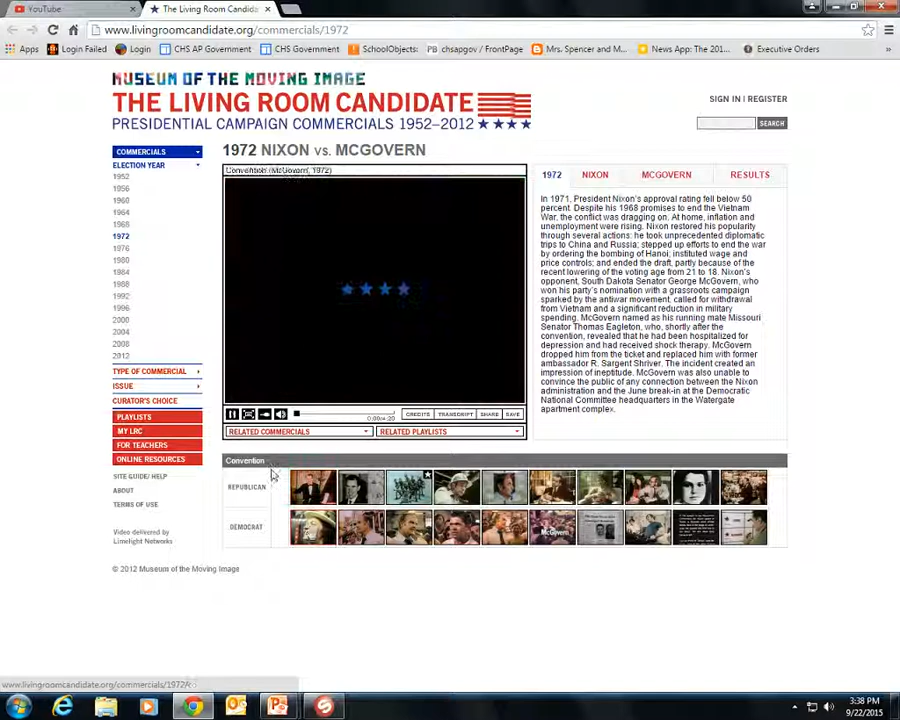 YouTube
The Living Room Candida
www.livingroomcandidate.org/commercials/1972
Apps
Login Failed
Login
CHS AP Government
CHS Government
SchoolObjects:
PB chsapgov / FrontPage
Mrs. Spencer and M...
News App: The 201...
Executive Orders
»
MUSEUM OF THE MOVING IMAGE
THE LIVING ROOM CANDIDATE
PRESIDENTIAL CAMPAIGN COMMERCIALS 1952–2012
SIGN IN | REGISTER
SEARCH
1972 NIXON VS. MCGOVERN
COMMERCIALS
ELECTION YEAR
1952
1956
1960
1964
1968
1972
1976
1980
1984
1988
1992
1996
2000
2004
2008
2012
TYPE OF COMMERCIAL
ISSUE
CURATOR'S CHOICE
PLAYLISTS
MY LRC
FOR TEACHERS
ONLINE RESOURCES
SITE GUIDE/ HELP
ABOUT
TERMS OF USE
Video delivered by
Limelight Networks
© 2012 Museum of the Moving Image
Convention (McGovern, 1972)
0:00/4:20
CREDITS
TRANSCRIPT
SHARE
SAVE
RELATED COMMERCIALS
RELATED PLAYLISTS
1972
NIXON
MCGOVERN
RESULTS
In 1971, President Nixon's approval rating fell below 50
percent. Despite his 1968 promises to end the Vietnam
War, the conflict was dragging on. At home, inflation and
unemployment were rising. Nixon restored his popularity
through several actions: he took unprecedented diplomatic
trips to China and Russia; stepped up efforts to end the war
by ordering the bombing of Hanoi; instituted wage and
price controls; and ended the draft, partly because of the
recent lowering of the voting age from 21 to 18. Nixon's
opponent, South Dakota Senator George McGovern, who
won his party's nomination with a grassroots campaign
sparked by the antiwar movement, called for withdrawal
from Vietnam and a significant reduction in military
spending. McGovern named as his running mate Missouri
Senator Thomas Eagleton, who, shortly after the
convention, revealed that he had been hospitalized for
depression and had received shock therapy. McGovern
dropped him from the ticket and replaced him with former
ambassador R. Sargent Shriver. The incident created an
impression of ineptitude. McGovern was also unable to
convince the public of any connection between the Nixon
administration and the June break-in at the Democratic
National Committee headquarters in the Watergate
apartment complex.
Convention
REPUBLICAN
DEMOCRAT
McGovern
www.livingroomcandidate.org/commercials/1972#
3:38 PM
9/22/2015